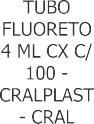 TUBO
FLUORETO
4 ML CX C/
100 -
CRALPLAST
- CRAL